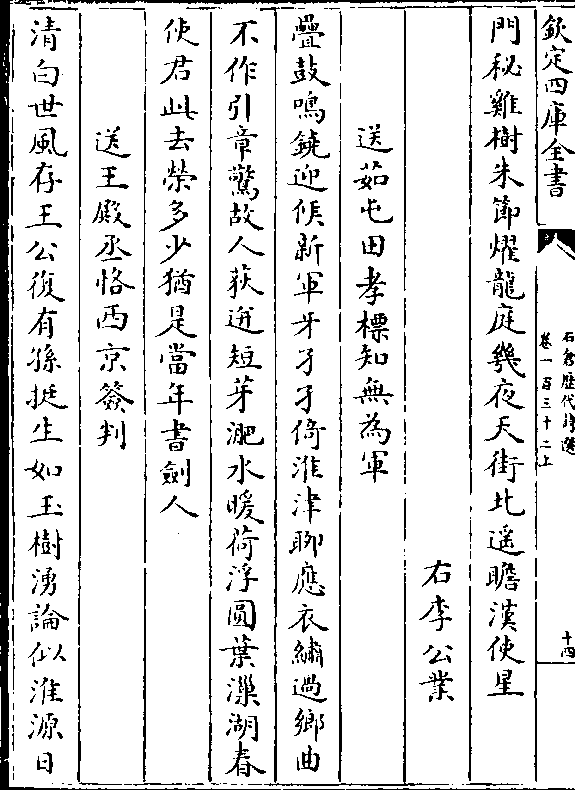 欽定四庫全書
石倉歴代詩選
卷一百三十二上
十四
門秘雞樹朱節燿龍庭幾夜天街北遥瞻漢使星
右李公業
送茹屯田孝標知無為軍
疊鼓鳴鐃迎候新軍牙孑孑倚淮津聊應衣繡過鄉曲
不作引章驚故人荻迸短芽淝水暖荷浮圓葉漅湖春
使君此去榮多少猶是當年書劍人
送王殿丞恪西京簽判
清白世風存王公復有孫挺生如玉樹湧論似淮源日